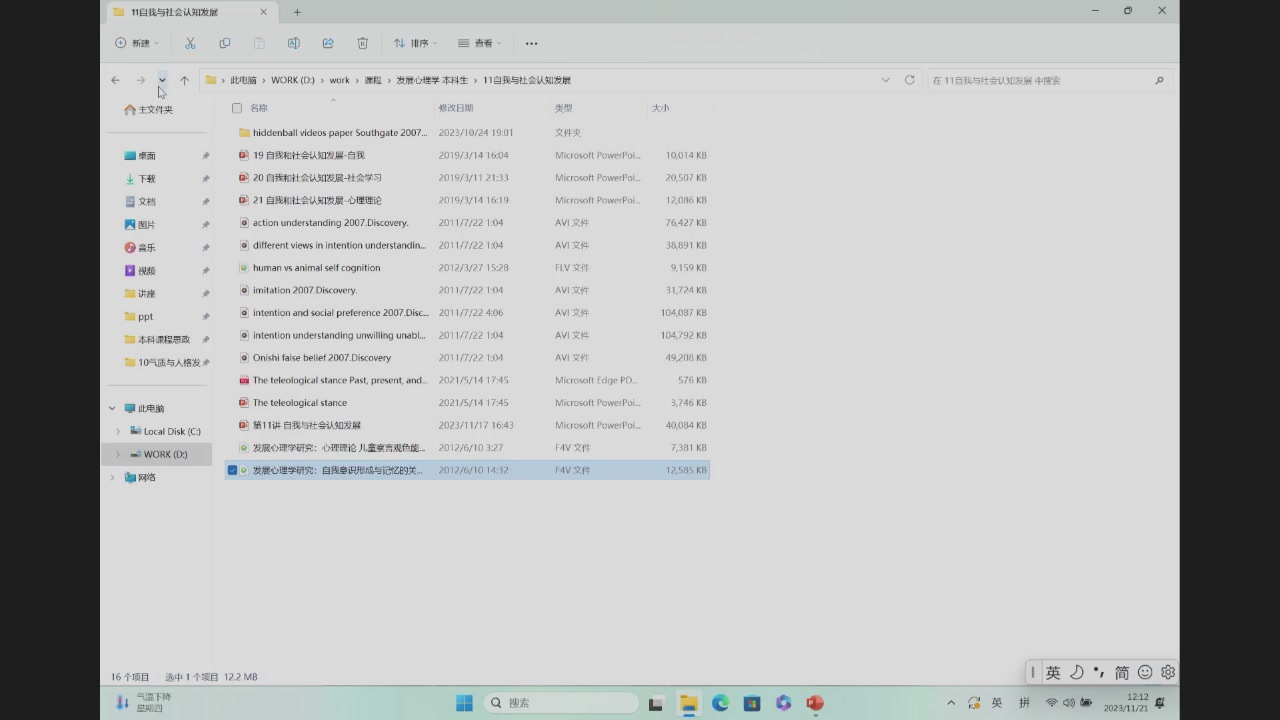 11自我与社会认知发展
新建
排序
查看
此电脑 › WORK (D:) › work › 课程 › 发展心理学 本科生 › 11自我与社会认知发展
在 11自我与社会认知发展 中搜索
主文件夹
桌面
下载
文档
图片
音乐
视频
讲座
ppt
本科课程思政
10气质与人格发
此电脑
Local Disk (C:)
WORK (D:)
网络
名称 修改日期 类型 大小
hiddenball videos paper Southgate 2007... 2023/10/24 19:01 文件夹
19 自我和社会认知发展-自我 2019/3/14 16:04 Microsoft PowerPoi... 10,014 KB
20 自我和社会认知发展-社会学习 2019/3/11 21:33 Microsoft PowerPoi... 20,507 KB
21 自我和社会认知发展-心理理论 2019/3/14 16:19 Microsoft PowerPoi... 12,086 KB
action understanding 2007.Discovery. 2011/7/22 1:04 AVI 文件 76,427 KB
different views in intention understandin... 2011/7/22 1:04 AVI 文件 38,891 KB
human vs animal self cognition 2012/3/27 15:28 FLV 文件 9,159 KB
imitation 2007.Discovery. 2011/7/22 1:04 AVI 文件 31,724 KB
intention and social preference 2007.Disc... 2011/7/22 4:06 AVI 文件 104,087 KB
intention understanding unwilling unabl... 2011/7/22 1:04 AVI 文件 104,792 KB
Onishi false belief 2007.Discovery 2011/7/22 1:04 AVI 文件 49,208 KB
The teleological stance Past, present, and... 2021/5/14 17:45 Microsoft Edge PD... 576 KB
The teleological stance 2021/5/14 17:45 Microsoft PowerPoi... 3,746 KB
第11讲 自我与社会认知发展 2023/11/17 16:43 Microsoft PowerPoi... 40,084 KB
发展心理学研究：心理理论 儿童察言观色能... 2012/6/10 3:27 F4V 文件 7,381 KB
发展心理学研究：自我意识形成与记忆的关... 2012/6/10 14:32 F4V 文件 12,585 KB
16 个项目 选中 1 个项目 12.2 MB
英 简
气温下降
星期四
搜索
英 拼
12:12
2023/11/21